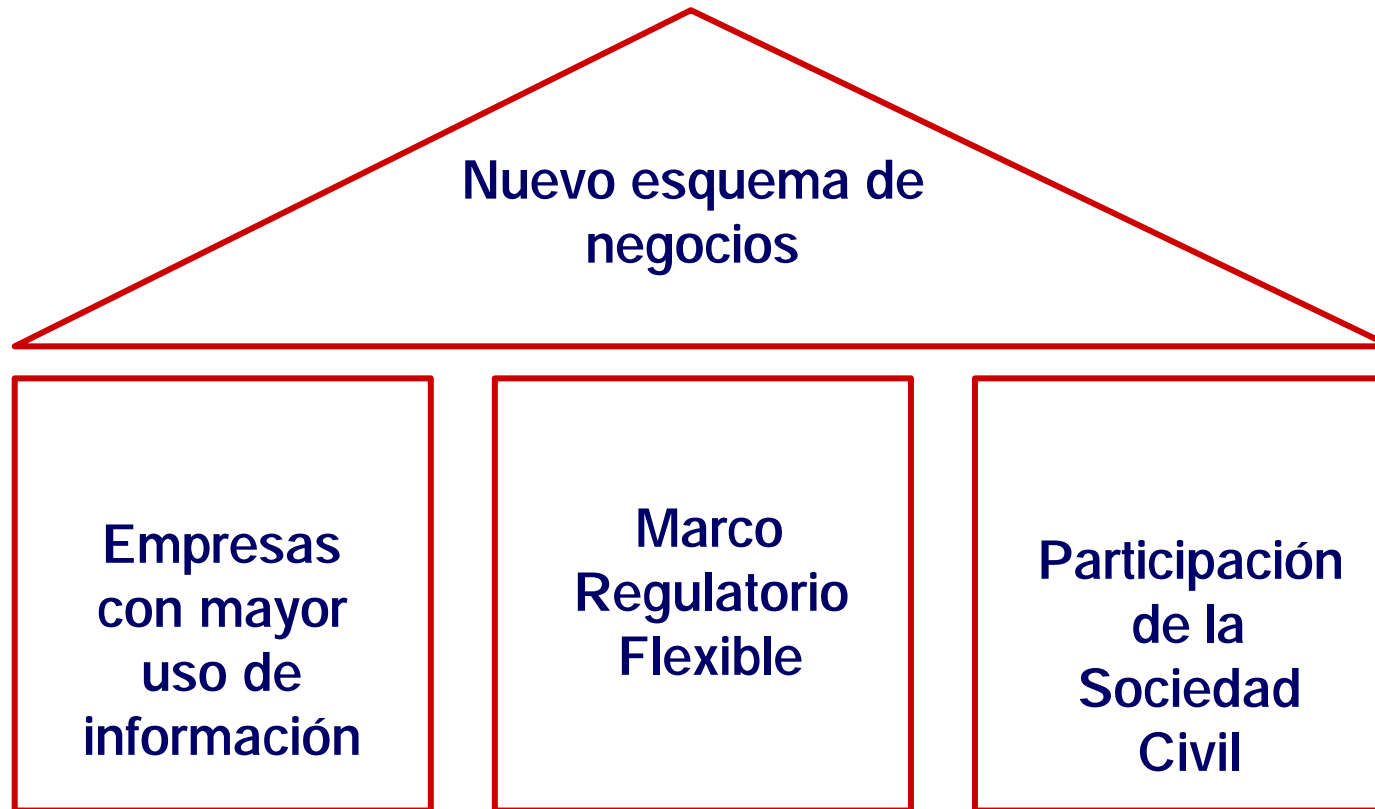 Nuevo esquema de
negocios
Empresas
con mayor
uso de
información
Marco
Regulatorio
Flexible
Participación
de la
Sociedad
Civil